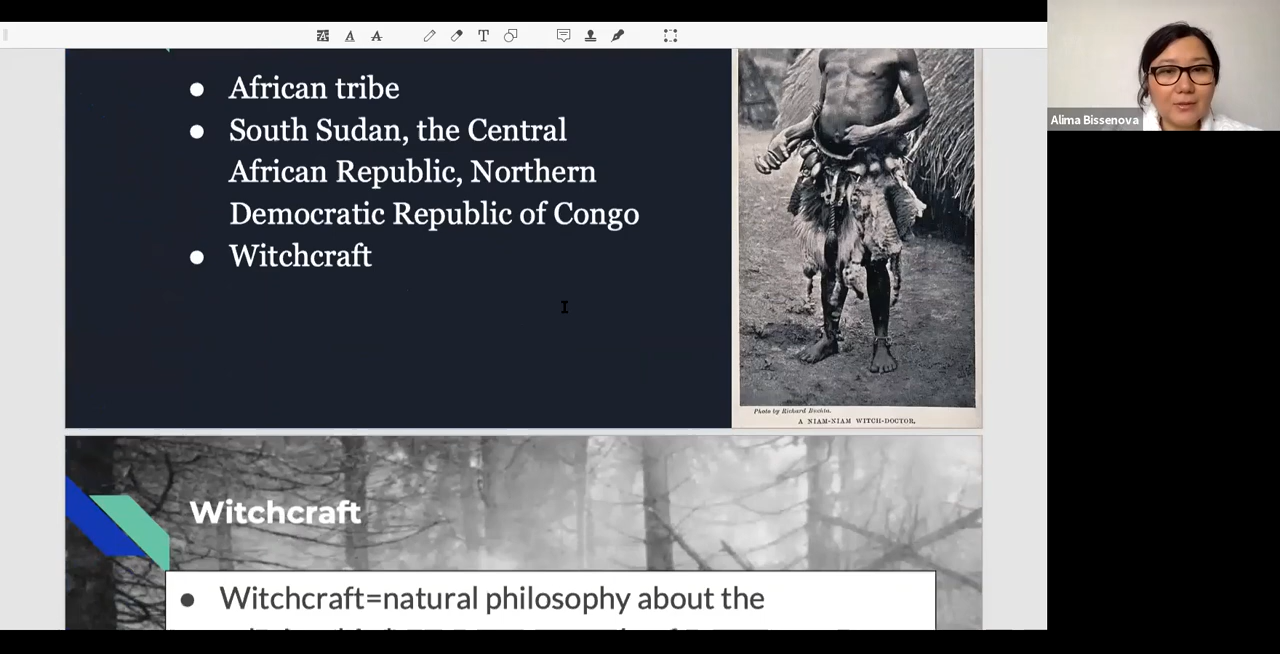 ● African tribe
● South Sudan, the Central
African Republic, Northern
Democratic Republic of Congo
● Witchcraft
Photo by Richard Buchta.
A NIAM-NIAM WITCH-DOCTOR.
Witchcraft
● Witchcraft=natural philosophy about the
Alima Bissenova